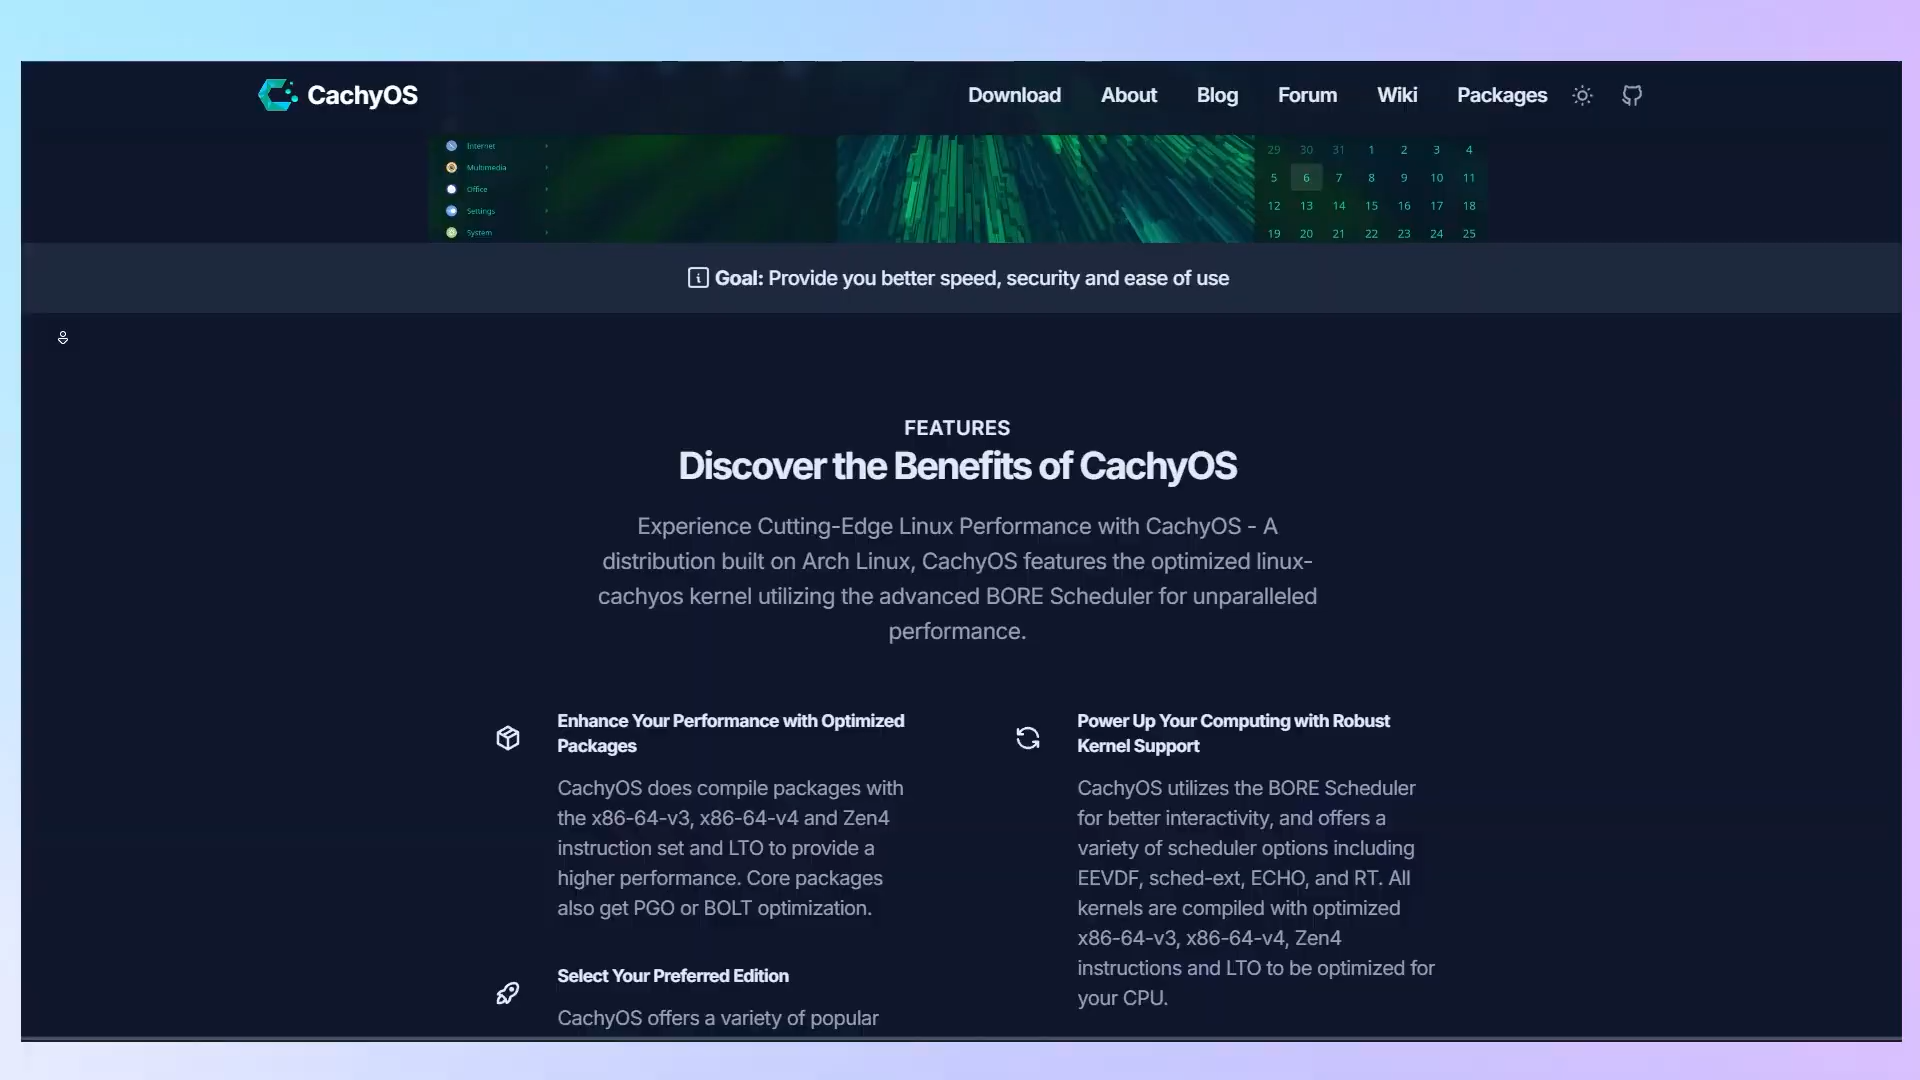 CachyOS
Download About Blog Forum Wiki Packages
Internet
Multimedia
Office
Settings
System
29 30 31 1 2 3 4
5 6 7 8 9 10 11
12 13 14 15 16 17 18
19 20 21 22 23 24 25
Goal: Provide you better speed, security and ease of use
FEATURES
Discover the Benefits of CachyOS
Experience Cutting-Edge Linux Performance with CachyOS - A
distribution built on Arch Linux, CachyOS features the optimized linux-
cachyos kernel utilizing the advanced BORE Scheduler for unparalleled
performance.
Enhance Your Performance with Optimized
Packages
CachyOS does compile packages with
the x86-64-v3, x86-64-v4 and Zen4
instruction set and LTO to provide a
higher performance. Core packages
also get PGO or BOLT optimization.
Power Up Your Computing with Robust
Kernel Support
CachyOS utilizes the BORE Scheduler
for better interactivity, and offers a
variety of scheduler options including
EEVDF, sched-ext, ECHO, and RT. All
kernels are compiled with optimized
x86-64-v3, x86-64-v4, Zen4
instructions and LTO to be optimized for
your CPU.
Select Your Preferred Edition
CachyOS offers a variety of popular